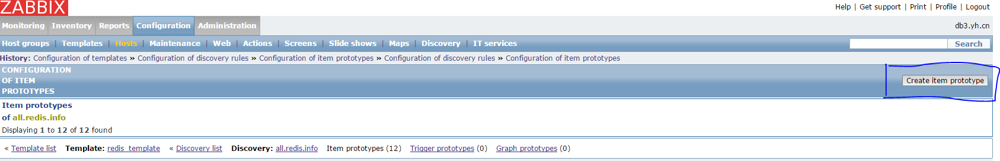 ZABBIX
Help | Get support | Print | Profile | Logout
Monitoring Inventory Reports Configuration Administration
db3.yh.cn
Host groups | Templates | Hosts | Maintenance | Web | Actions | Screens | Slide shows | Maps | Discovery | IT services
Search
History: Configuration of templates » Configuration of discovery rules » Configuration of item prototypes » Configuration of discovery rules » Configuration of item prototypes
CONFIGURATION
OF ITEM
PROTOTYPES
Create item prototype
Item prototypes
of all.redis.info
Displaying 1 to 12 of 12 found
« Template list Template: redis_template « Discovery list Discovery: all.redis.info Item prototypes (12) Trigger prototypes (0) Graph prototypes (0)